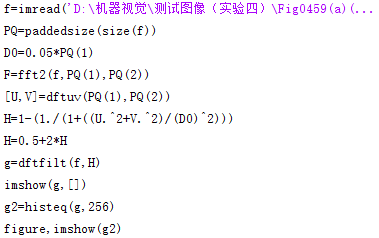 f=imread('D:\机器视觉\测试图像（实验四）\Fig0459(a)(...
PQ=paddedsize(size(f))
D0=0.05*PQ(1)
F=fft2(f,PQ(1),PQ(2))
[U,V]=dftuv(PQ(1),PQ(2))
H=1-(1./(1+((U.^2+V.^2)/(D0)^2)))
H=0.5+2*H
g=dftfilt(f,H)
imshow(g,[])
g2=histeq(g,256)
figure,imshow(g2)